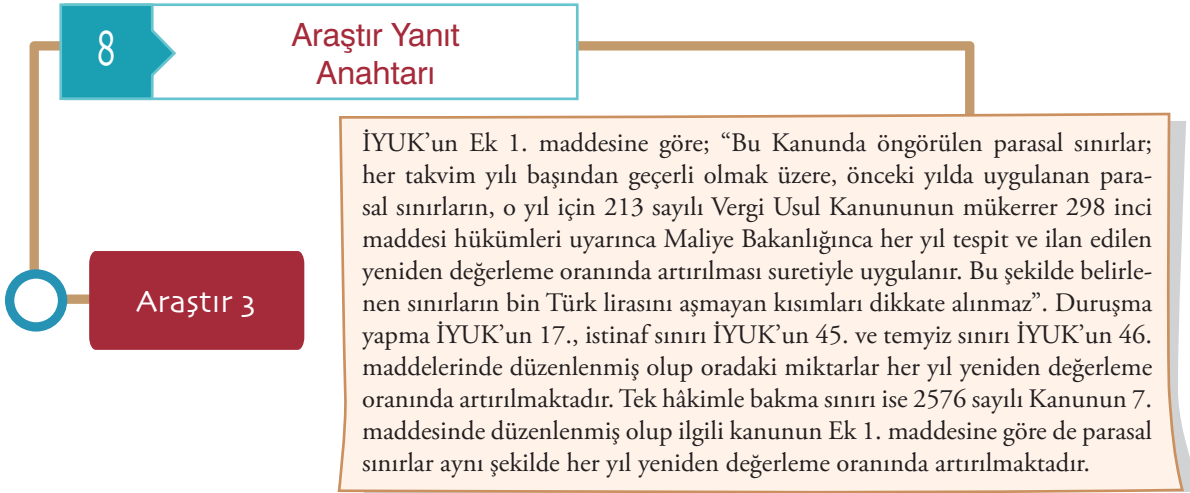 8
Araştır Yanıt
Anahtarı
Araştır 3
İYUK’un Ek 1. maddesine göre; “Bu Kanunda öngörülen parasal sınırlar;
her takvim yılı başından geçerli olmak üzere, önceki yılda uygulanan para-
sal sınırların, o yıl için 213 sayılı Vergi Usul Kanununun mükerrer 298 inci
maddesi hükümleri uyarınca Maliye Bakanlığınca her yıl tespit ve ilan edilen
yeniden değerleme oranında artırılması suretiyle uygulanır. Bu şekilde belirle-
nen sınırların bin Türk lirasını aşmayan kısımları dikkate alınmaz”. Duruşma
yapma İYUK’un 17., istinaf sınırı İYUK’un 45. ve temyiz sınırı İYUK’un 46.
maddelerinde düzenlenmiş olup oradaki miktarlar her yıl yeniden değerleme
oranında artırılmaktadır. Tek hâkimle bakma sınırı ise 2576 sayılı Kanunun 7.
maddesinde düzenlenmiş olup ilgili kanunun Ek 1. maddesine göre de parasal
sınırlar aynı şekilde her yıl yeniden değerleme oranında artırılmaktadır.